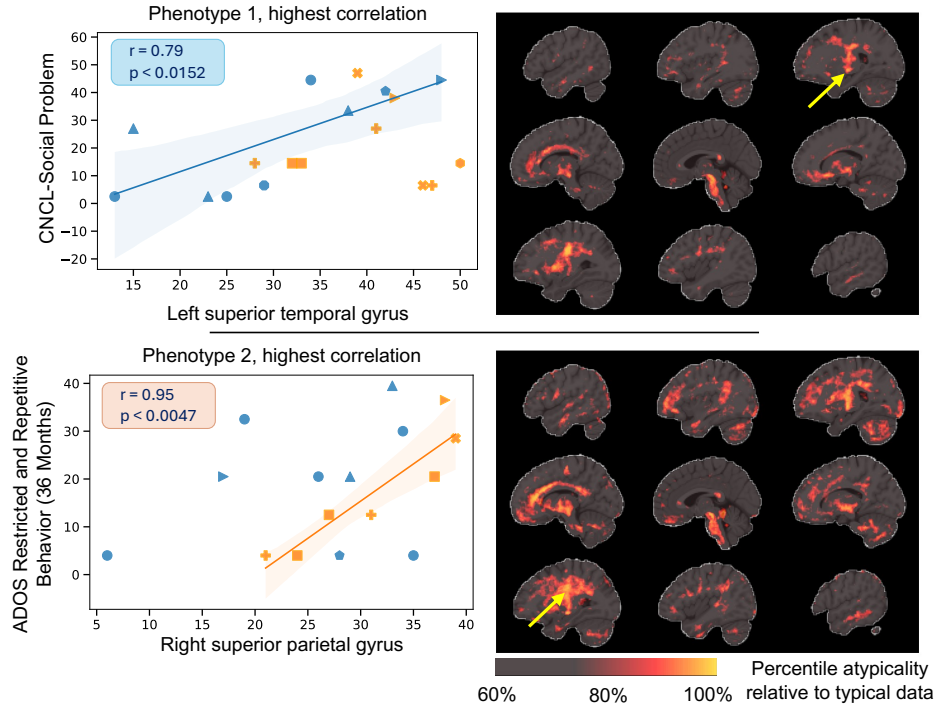 Phenotype 1, highest correlation
r = 0.79
p < 0.0152
CNCL-Social Problem
60
50
40
30
20
10
0
−10
−20
15 20 25 30 35 40 45 50
Left superior temporal gyrus
Phenotype 2, highest correlation
r = 0.95
p < 0.0047
ADOS Restricted and Repetitive
Behavior (36 Months)
40
30
20
10
0
5 10 15 20 25 30 35 40
Right superior parietal gyrus
60% 80% 100%
Percentile atypicality
relative to typical data